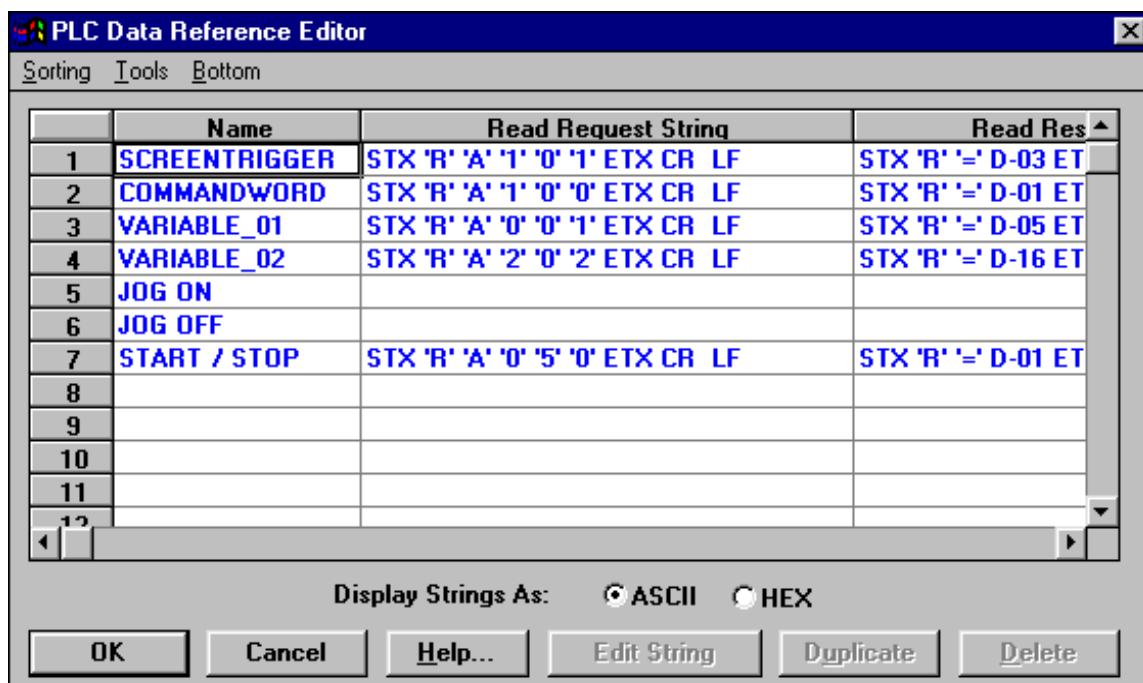 PLC Data Reference Editor
Sorting Tools Bottom
Name Read Request String Read Res
1 SCREENTRIGGER STX 'R' 'A' '1' '0' '1' ETX CR LF STX 'R' '=' D-03 ET
2 COMMANDWORD STX 'R' 'A' '1' '0' '0' ETX CR LF STX 'R' '=' D-01 ET
3 VARIABLE_01 STX 'R' 'A' '0' '0' '1' ETX CR LF STX 'R' '=' D-05 ET
4 VARIABLE_02 STX 'R' 'A' '2' '0' '2' ETX CR LF STX 'R' '=' D-16 ET
5 JOG ON
6 JOG OFF
7 START / STOP STX 'R' 'A' '0' '5' '0' ETX CR LF STX 'R' '=' D-01 ET
8
9
10
11
12
Display Strings As: ASCII HEX
OK Cancel Help... Edit String Duplicate Delete